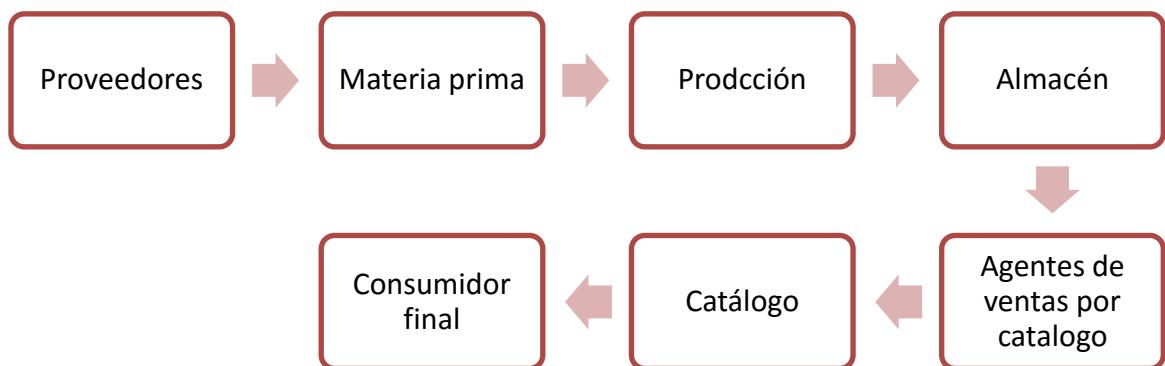 Proveedores
Materia prima
Prodcción
Almacén
Agentes de
ventas por
catalogo
Catálogo
Consumidor
final